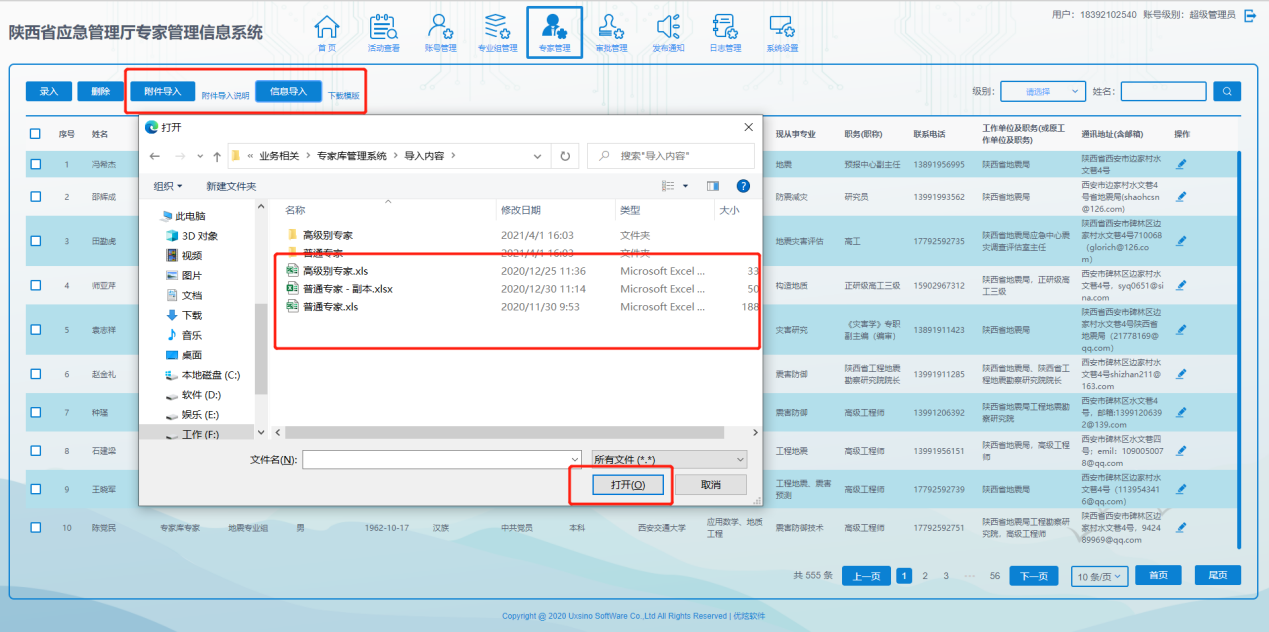 用户：18392102540 账号级别：超级管理员
陕西省应急管理厅专家管理信息系统
首页 活动查看 账号管理 专业组管理 专家管理 审批管理 发布通知 日志管理 系统设置
录入 删除 附件导入 附件导入说明 信息导入 下载模版 级别： 请选择 姓名：
序号 姓名 现从事专业 职务(职称) 联系电话 工作单位及职务(或原工作单位及职务) 通讯地址(含邮箱) 操作
打开
« 业务相关 › 专家库管理系统 › 导入内容 › 搜索"导入内容"
组织 新建文件夹
此电脑
3D 对象
视频
图片
文档
下载
音乐
桌面
本地磁盘 (C:)
软件 (D:)
娱乐 (E:)
工作 (F:)
名称 修改日期 类型 大小
高级别专家 2021/4/1 16:03 文件夹
普通专家 2021/4/1 16:03 文件夹
高级别专家.xls 2020/12/25 11:36 Microsoft Excel ... 33
普通专家 - 副本.xlsx 2020/12/30 11:14 Microsoft Excel ... 50
普通专家.xls 2020/11/30 9:53 Microsoft Excel ... 188
文件名(N): 所有文件 (*.*)
打开(O) 取消
1 冯希杰 地震 预报中心副主任 13891956995 陕西省地震局 陕西省西安市边家村水文巷4号
2 邵辉成 防震减灾 研究员 13991993562 陕西省地震局 西安市边家村水文巷4号省地震局(shaohcsn@126.com)
3 田勤虎 地震灾害评估 高工 17792592735 陕西省地震局应急中心震灾调查评估室主任 陕西省西安市碑林区边家村水文巷4号710068（glorich@126.com）
4 师亚芹 构造地质 正研级高工三级 15902967312 陕西省地震局，正研级高工三级 西安市碑林区边家村水文巷4号，syq0651@sina.com
5 袁志祥 灾害研究 《灾害学》专职副主编（编审） 13891911423 陕西省地震局 陕西省西安市碑林区边家村水文巷4号陕西省地震局（21778169@qq.com）
6 赵金礼 震害防御 陕西省工程地震勘察研究院院长 13991911285 陕西省地震局、陕西省工程地震勘察研究院院长 西安市碑林区边家村水文巷4号shizhan211@163.com
7 钟瑾 震害防御 高级工程师 13991206392 陕西省地震局工程地震勘察研究院 西安市碑林区水文巷4号，邮箱:13991206392@139.com
8 石建梁 工程地震 高级工程师 13991956151 陕西省地震局，高级工程师 西安市碑林区水文巷四号；emil：1090050078@qq.com
9 王晓军 工程地震、震害预测 高级工程师 17792592739 陕西省地震局 陕西省西安市碑林区边家村水文巷4号（1139543416@qq.com）
10 陈党民 专家库专家 地震专业组 男 1962-10-17 汉族 中共党员 本科 西安交通大学 应用数学、地质工程 震害防御技术 高级工程师 17792592751 陕西省地震局工程勘察研究院，高级工程师 陕西省西安市碑林区边家村水文巷4号，942489969@qq.com
共 555 条 上一页 1 2 3 ··· 56 下一页 10 条/页 首页 尾页
Copyright @ 2020 Uxsino SoftWare Co.,Ltd All Rights Reserved | 优炫软件